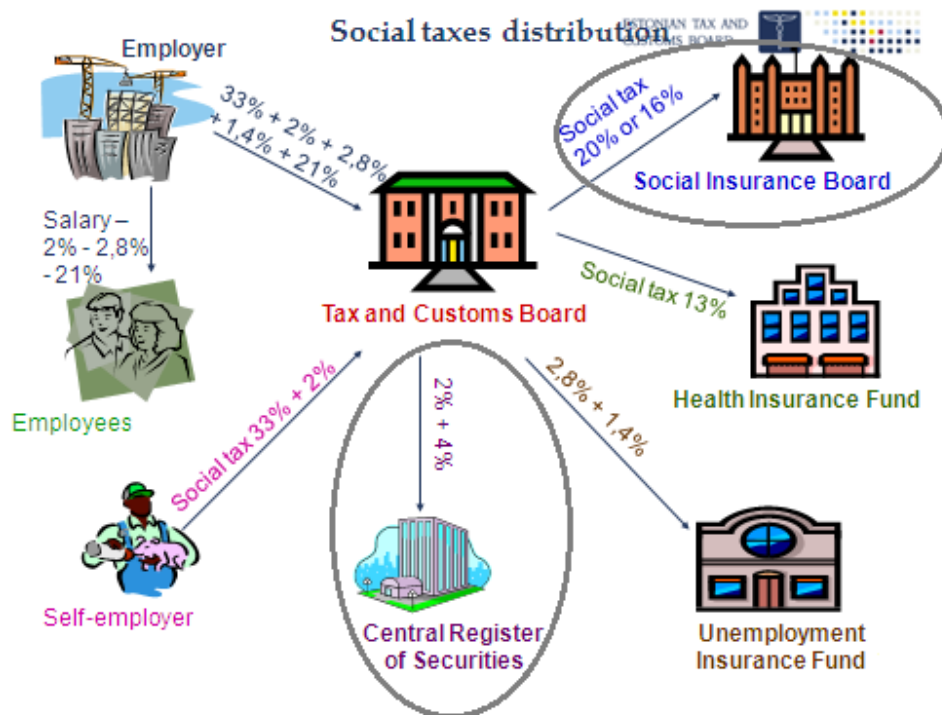 Social taxes distribution
ESTONIAN TAX AND
CUSTOMS BOARD
Employer
33% + 2% + 2,8%
+ 1,4% + 21%
Social tax
20% or 16%
Social Insurance Board
Salary –
2% - 2,8%
- 21%
Tax and Customs Board
Social tax 13%
Health Insurance Fund
Employees
Social tax 33% + 2%
2% + 4%
2,8% + 1,4%
Self-employer
Central Register
of Securities
Unemployment
Insurance Fund